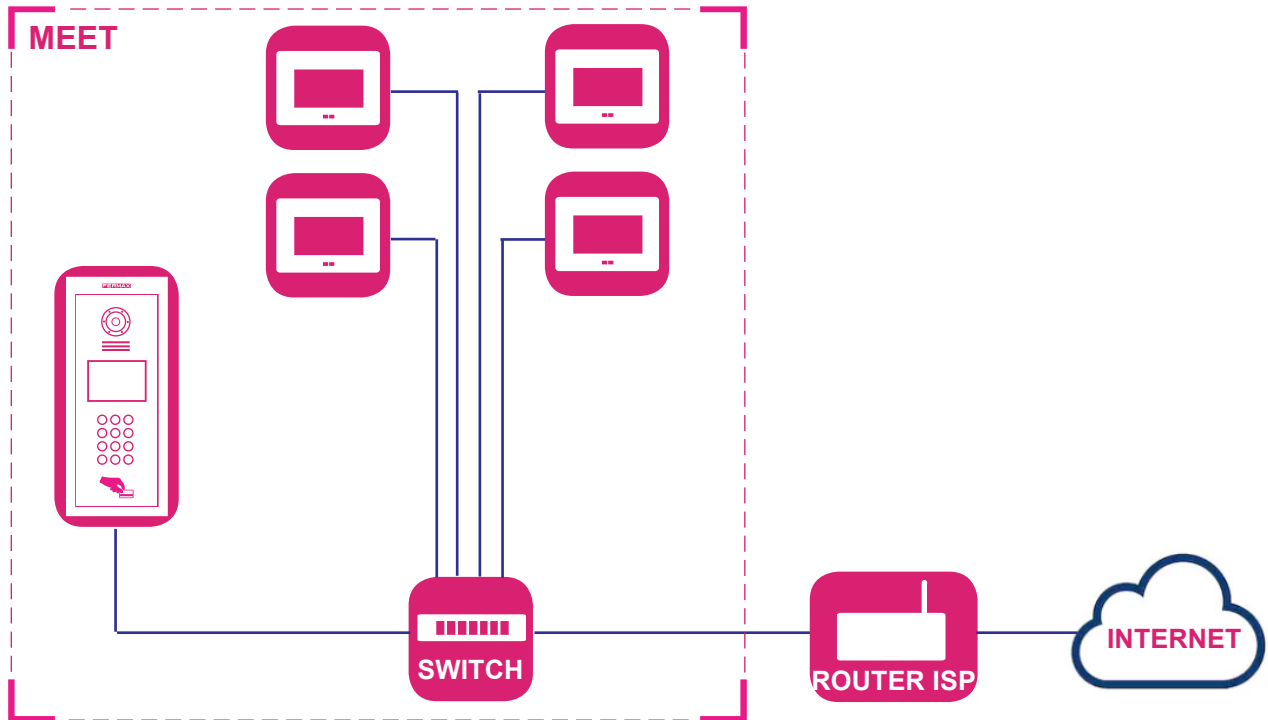 MEET
FERMAX
SWITCH
ROUTER ISP
INTERNET